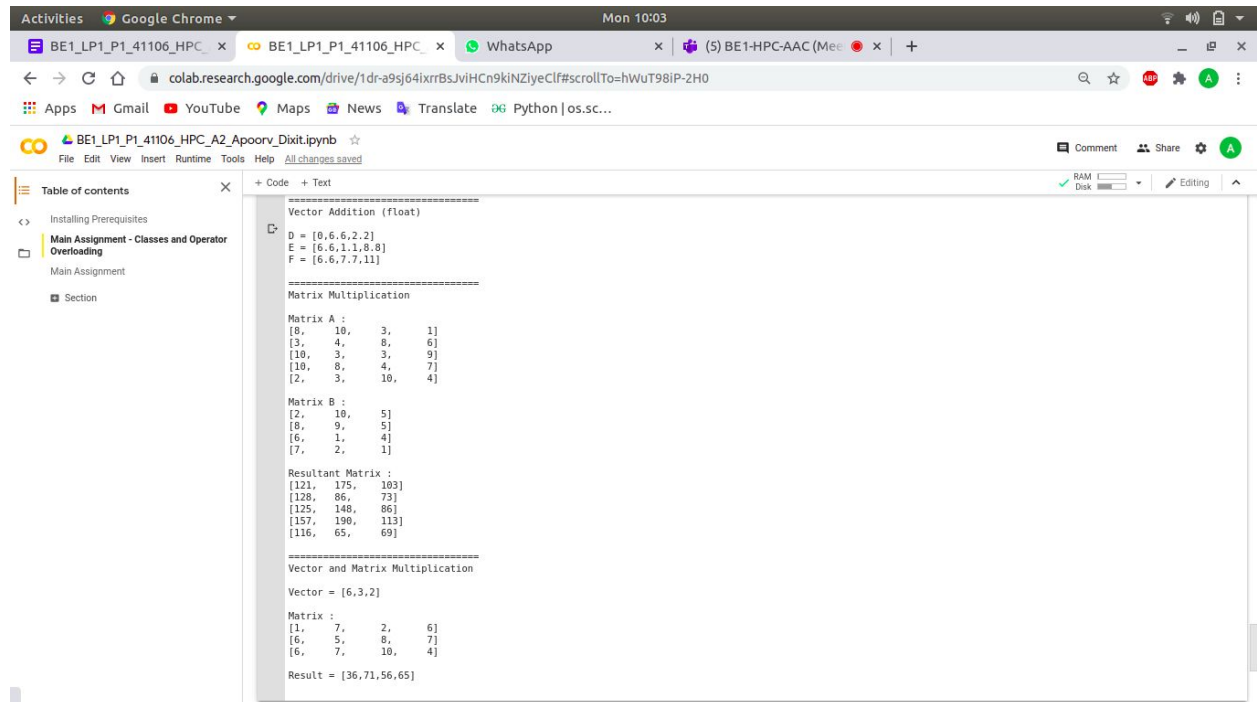 Activities Google Chrome Mon 10:03
BE1_LP1_P1_41106_HPC_ BE1_LP1_P1_41106_HPC_ WhatsApp (5) BE1-HPC-AAC (Mee
colab.research.google.com/drive/1dr-a9sj64ixrrBsJviHCn9kiNZiyeClf#scrollTo=hWuT98iP-2H0 ABP A
Apps Gmail YouTube Maps News Translate Python | os.sc...
BE1_LP1_P1_41106_HPC_A2_Apoorv_Dixit.ipynb
Comment Share A
File Edit View Insert Runtime Tools Help All changes saved
Table of contents
+ Code + Text
RAM
Disk
Editing
Installing Prerequisites
Main Assignment - Classes and Operator
Overloading
Main Assignment
Section
=================================
Vector Addition (float)
D = [0,6.6,2.2]
E = [6.6,1.1,8.8]
F = [6.6,7.7,11]
=================================
Matrix Multiplication
Matrix A :
[8, 10, 3, 1]
[3, 4, 8, 6]
[10, 3, 3, 9]
[10, 8, 4, 7]
[2, 3, 10, 4]
Matrix B :
[2, 10, 5]
[8, 9, 5]
[6, 1, 4]
[7, 2, 1]
Resultant Matrix :
[121, 175, 103]
[128, 86, 73]
[125, 148, 86]
[157, 190, 113]
[116, 65, 69]
=================================
Vector and Matrix Multiplication
Vector = [6,3,2]
Matrix :
[1, 7, 2, 6]
[6, 5, 8, 7]
[6, 7, 10, 4]
Result = [36,71,56,65]